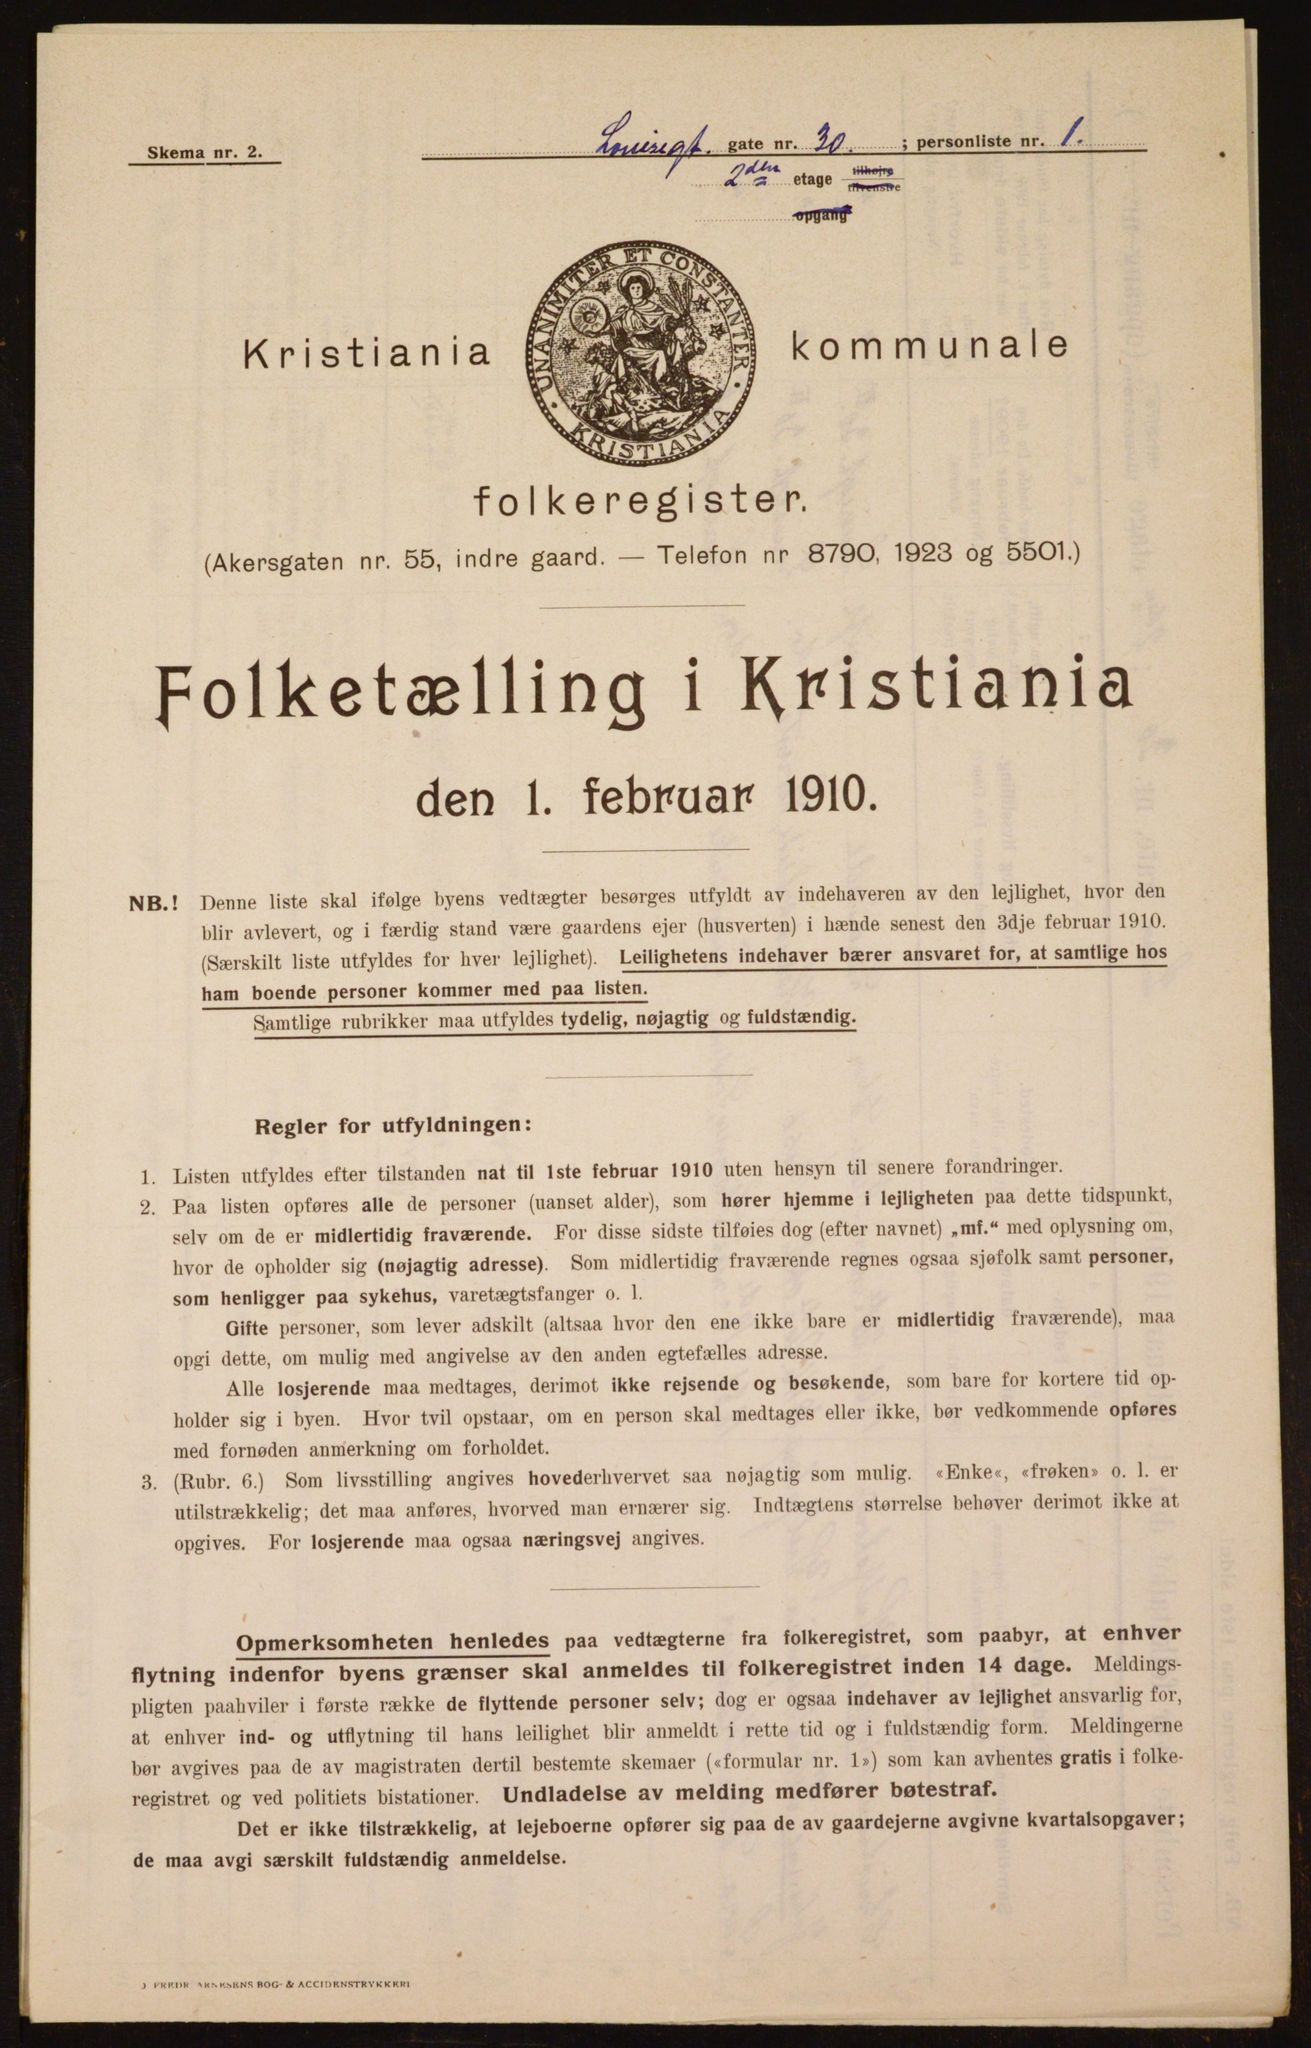 Skema nr. 2.
Louisegt. gate nr. 30. ; personliste nr. 1.
2den etage tilhøjre
tilvenstre
opgang
UNANIMITER ET CONSTANTER
KRISTIANIA
Kristiania kommunale
folkeregister.
(Akersgaten nr. 55, indre gaard. — Telefon nr 8790, 1923 og 5501.)
Folketælling i Kristiania
den 1. februar 1910.
NB.! Denne liste skal ifølge byens vedtægter besørges utfyldt av indehaveren av den lejlighet, hvor den
blir avlevert, og i færdig stand være gaardens ejer (husverten) i hænde senest den 3dje februar 1910.
(Særskilt liste utfyldes for hver lejlighet). Leilighetens indehaver bærer ansvaret for, at samtlige hos
ham boende personer kommer med paa listen.
Samtlige rubrikker maa utfyldes tydelig, nøjagtig og fuldstændig.
Regler for utfyldningen:
1. Listen utfyldes efter tilstanden nat til 1ste februar 1910 uten hensyn til senere forandringer.
2. Paa listen opføres alle de personer (uanset alder), som hører hjemme i lejligheten paa dette tidspunkt,
selv om de er midlertidig fraværende. For disse sidste tilføies dog (efter navnet) „mf.“ med oplysning om,
hvor de opholder sig (nøjagtig adresse). Som midlertidig fraværende regnes ogsaa sjøfolk samt personer,
som henligger paa sykehus, varetægtsfanger o. l.
Gifte personer, som lever adskilt (altsaa hvor den ene ikke bare er midlertidig fraværende), maa
opgi dette, om mulig med angivelse av den anden egtefælles adresse.
Alle losjerende maa medtages, derimot ikke rejsende og besøkende, som bare for kortere tid op-
holder sig i byen. Hvor tvil opstaar, om en person skal medtages eller ikke, bør vedkommende opføres
med fornøden anmerkning om forholdet.
3. (Rubr. 6.) Som livsstilling angives hovederhvervet saa nøjagtig som mulig. «Enke«, «frøken» o. l. er
utilstrækkelig; det maa anføres, hvorved man ernærer sig. Indtægtens størrelse behøver derimot ikke at
opgives. For losjerende maa ogsaa næringsvej angives.
Opmerksomheten henledes paa vedtægterne fra folkeregistret, som paabyr, at enhver
flytning indenfor byens grænser skal anmeldes til folkeregistret inden 14 dage. Meldings-
pligten paahviler i første række de flyttende personer selv; dog er ogsaa indehaver av lejlighet ansvarlig for,
at enhver ind- og utflytning til hans leilighet blir anmeldt i rette tid og i fuldstændig form. Meldingerne
bør avgives paa de av magistraten dertil bestemte skemaer («formular nr. 1») som kan avhentes gratis i folke-
registret og ved politiets bistationer. Undladelse av melding medfører bøtestraf.
Det er ikke tilstrækkelig, at lejeboerne opfører sig paa de av gaardejerne avgivne kvartalsopgaver;
de maa avgi særskilt fuldstændig anmeldelse.
J FREDR ARNESENS BOG- & ACCIDENSTRYKKERI